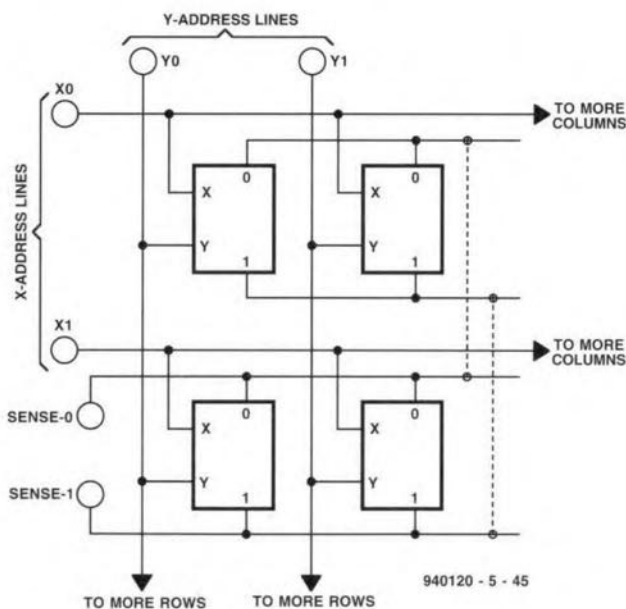 Y-ADDRESS LINES
Y0
Y1
X0
TO MORE
COLUMNS
0
0
X
X
Y
Y
1
1
X-ADDRESS LINES
X1
TO MORE
COLUMNS
SENSE-0
0
0
X
X
SENSE-1
Y
Y
1
1
940120 - 5 - 45
TO MORE ROWS
TO MORE ROWS